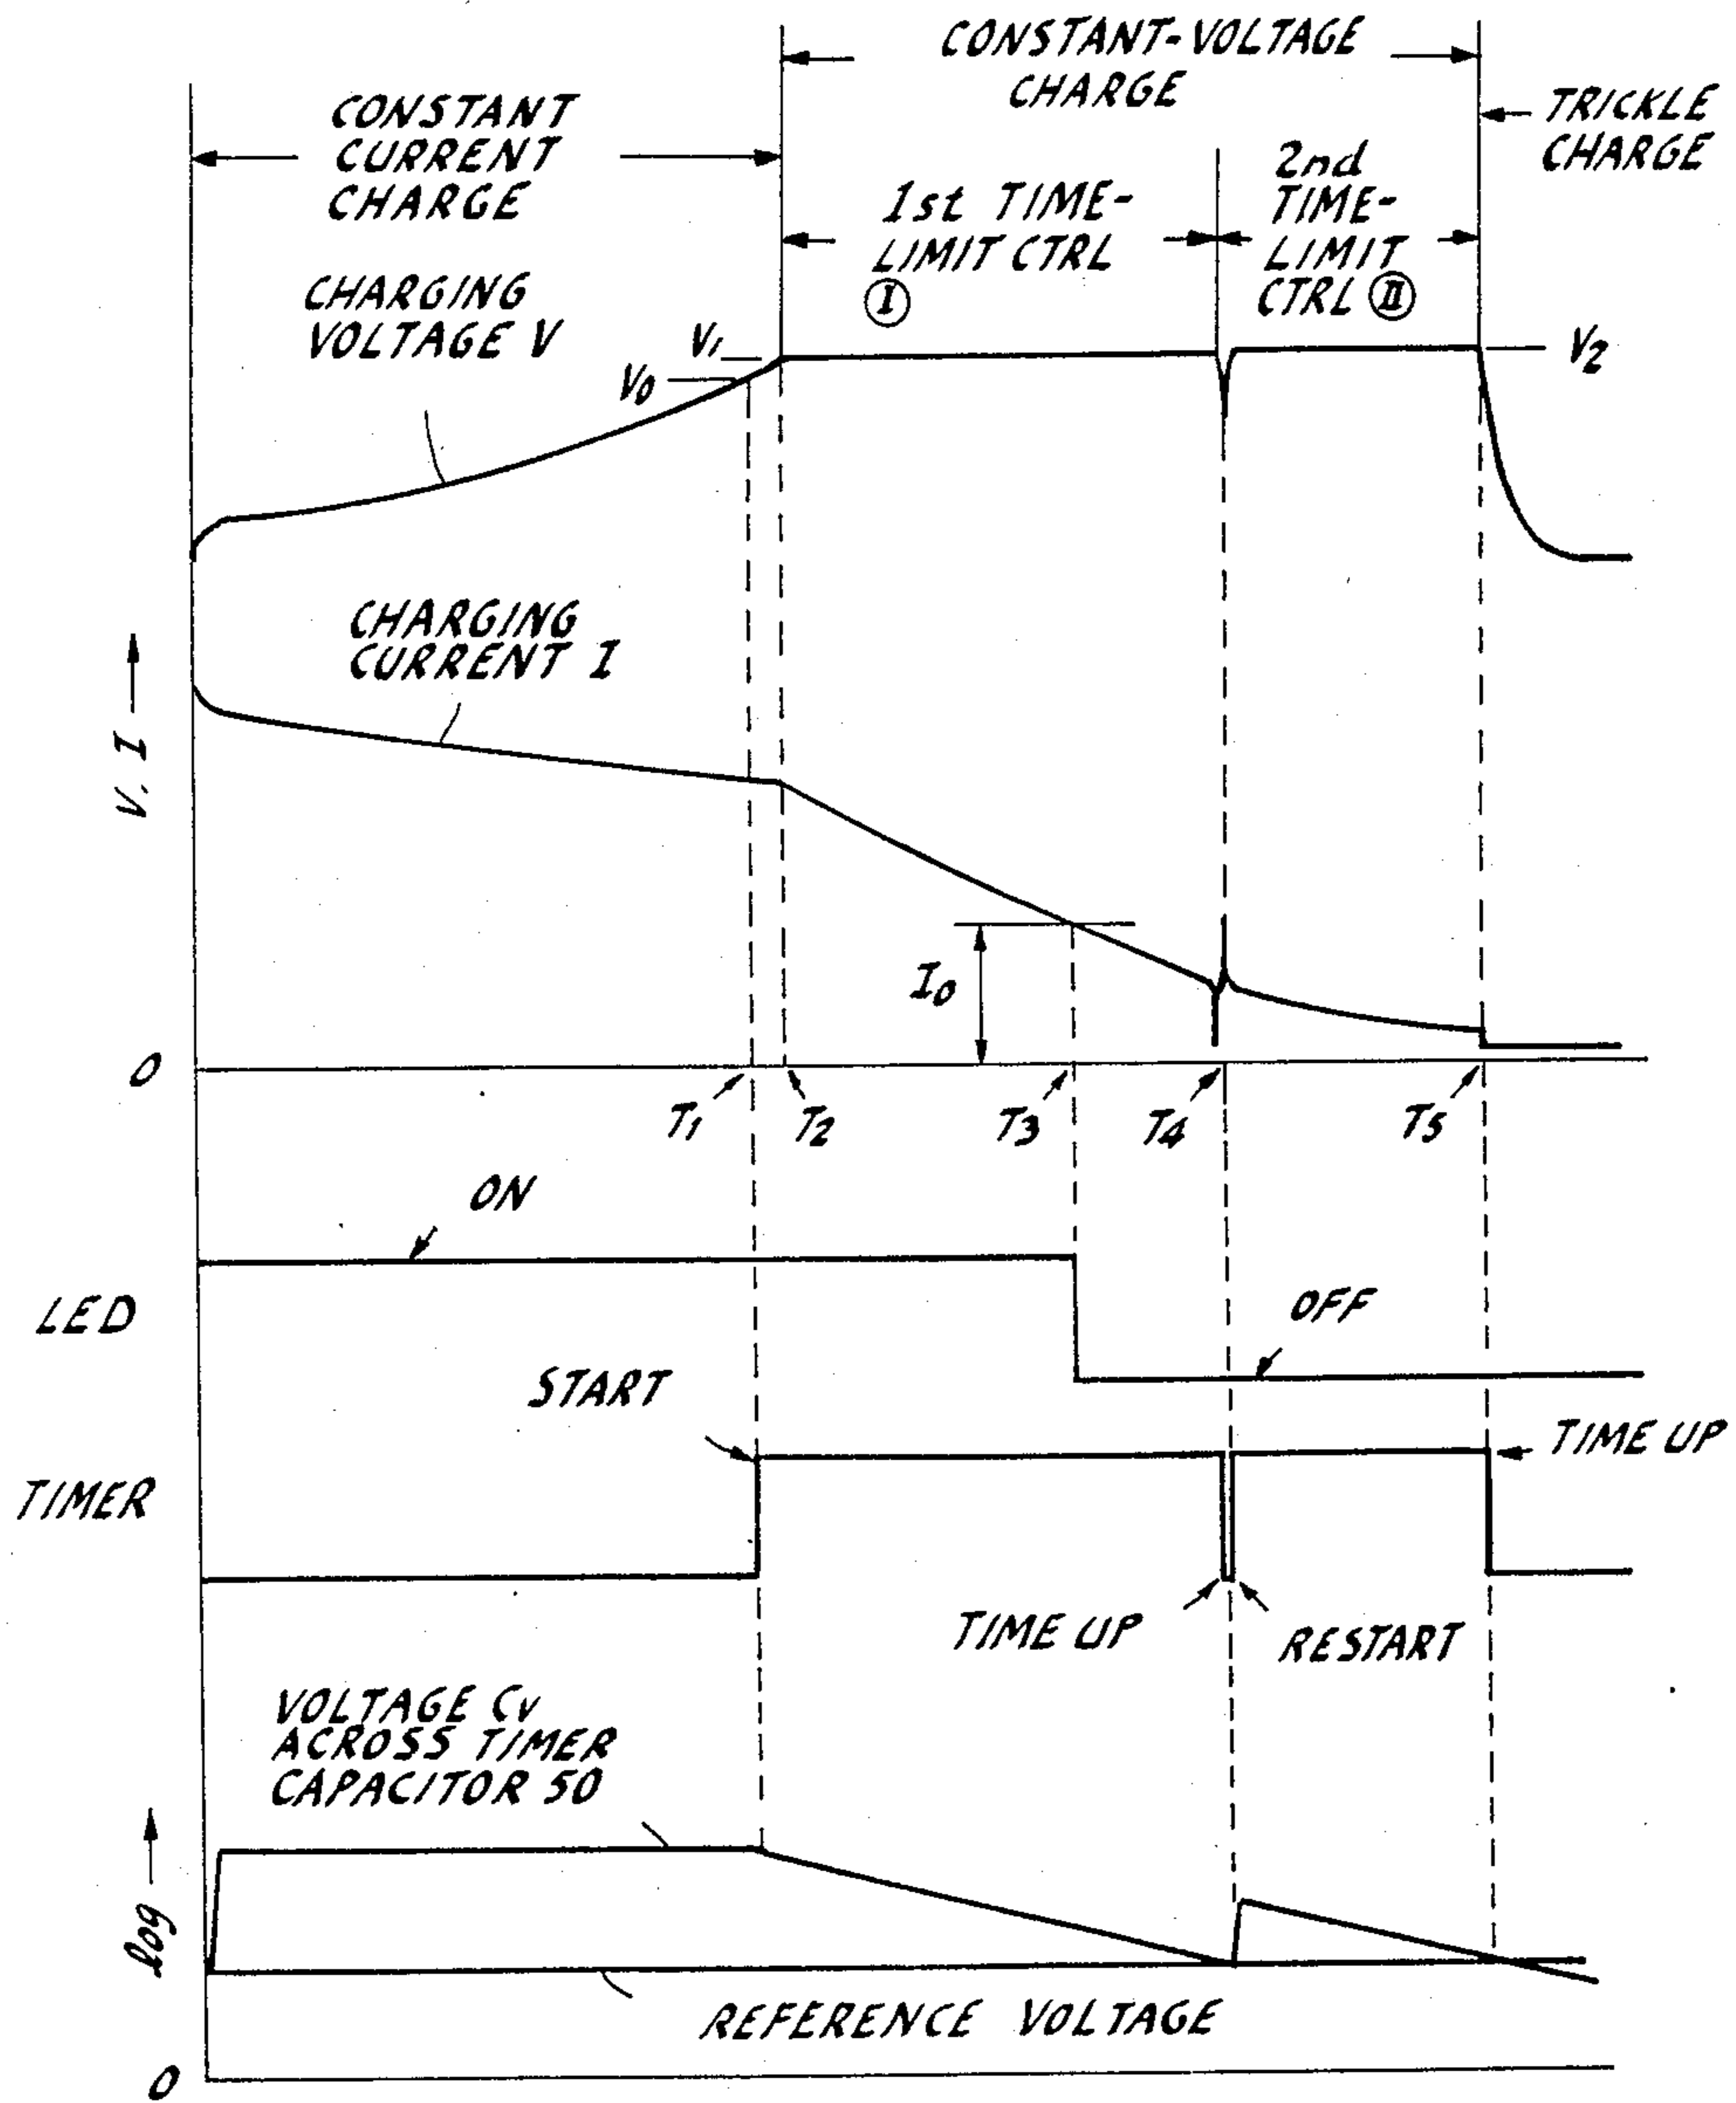 CONSTANT-VOLTAGE
CHARGE
CONSTANT
CURRENT
CHARGE
TRICKLE
CHARGE
1st TIME-
LIMIT CTRL
I
2nd
TIME-
LIMIT
CTRL II
CHARGING
VOLTAGE V
V1
V0
V2
CHARGING
CURRENT I
V, I
I0
0
T1
T2
T3
T4
T5
ON
LED
OFF
START
TIME UP
TIMER
TIME UP
RESTART
VOLTAGE Cv
ACROSS TIMER
CAPACITOR 50
log
REFERENCE VOLTAGE
0